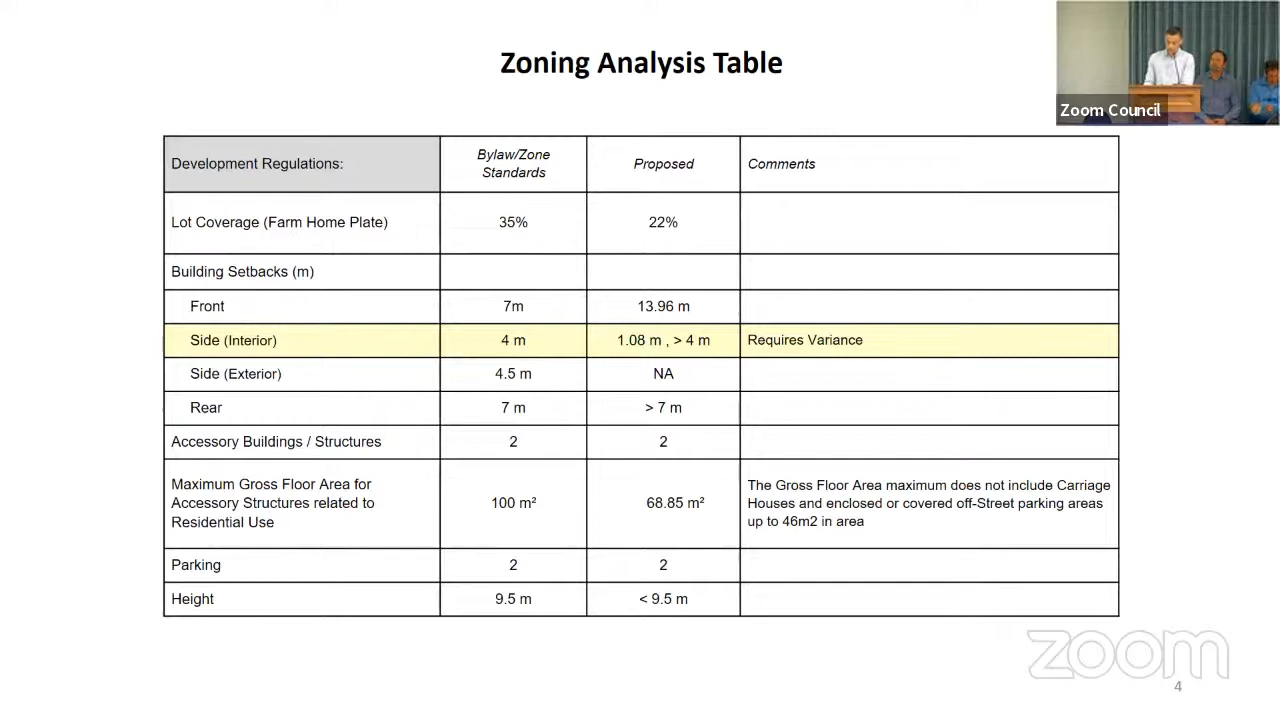 Zoning Analysis Table
Zoom Council
Development Regulations:
Bylaw/Zone
Standards
Proposed
Comments
Lot Coverage (Farm Home Plate)
35%
22%
Building Setbacks (m)
Front
7m
13.96 m
Side (Interior)
4 m
1.08 m , > 4 m
Requires Variance
Side (Exterior)
4.5 m
NA
Rear
7 m
> 7 m
Accessory Buildings / Structures
2
2
Maximum Gross Floor Area for
Accessory Structures related to
Residential Use
100 m²
68.85 m²
The Gross Floor Area maximum does not include Carriage
Houses and enclosed or covered off-Street parking areas
up to 46m2 in area
Parking
2
2
Height
9.5 m
< 9.5 m
zoom
4